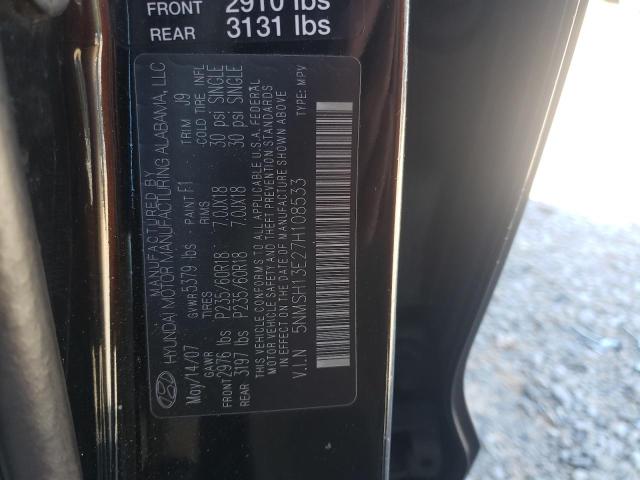 FRONT 2910 lbs
REAR 3131 lbs
MANUFACTURED BY
HYUNDAI MOTOR MANUFACTURING ALABAMA, LLC
May/14/07 GVWR 5379 lbs PAINT F1 TRIM J9
GAWR TIRES RIMS COLD TIRE INFL
FRONT 2976 lbs P235/60R18 7.0JX18 30 psi SINGLE
REAR 3197 lbs P235/60R18 7.0JX18 30 psi SINGLE
THIS VEHICLE CONFORMS TO ALL APPLICABLE U.S.A. FEDERAL
MOTOR VEHICLE SAFETY AND THEFT PREVENTION STANDARDS
IN EFFECT ON THE DATE OF MANUFACTURE SHOWN ABOVE
V.I.N 5NMSH13E27H108533 TYPE: MPV